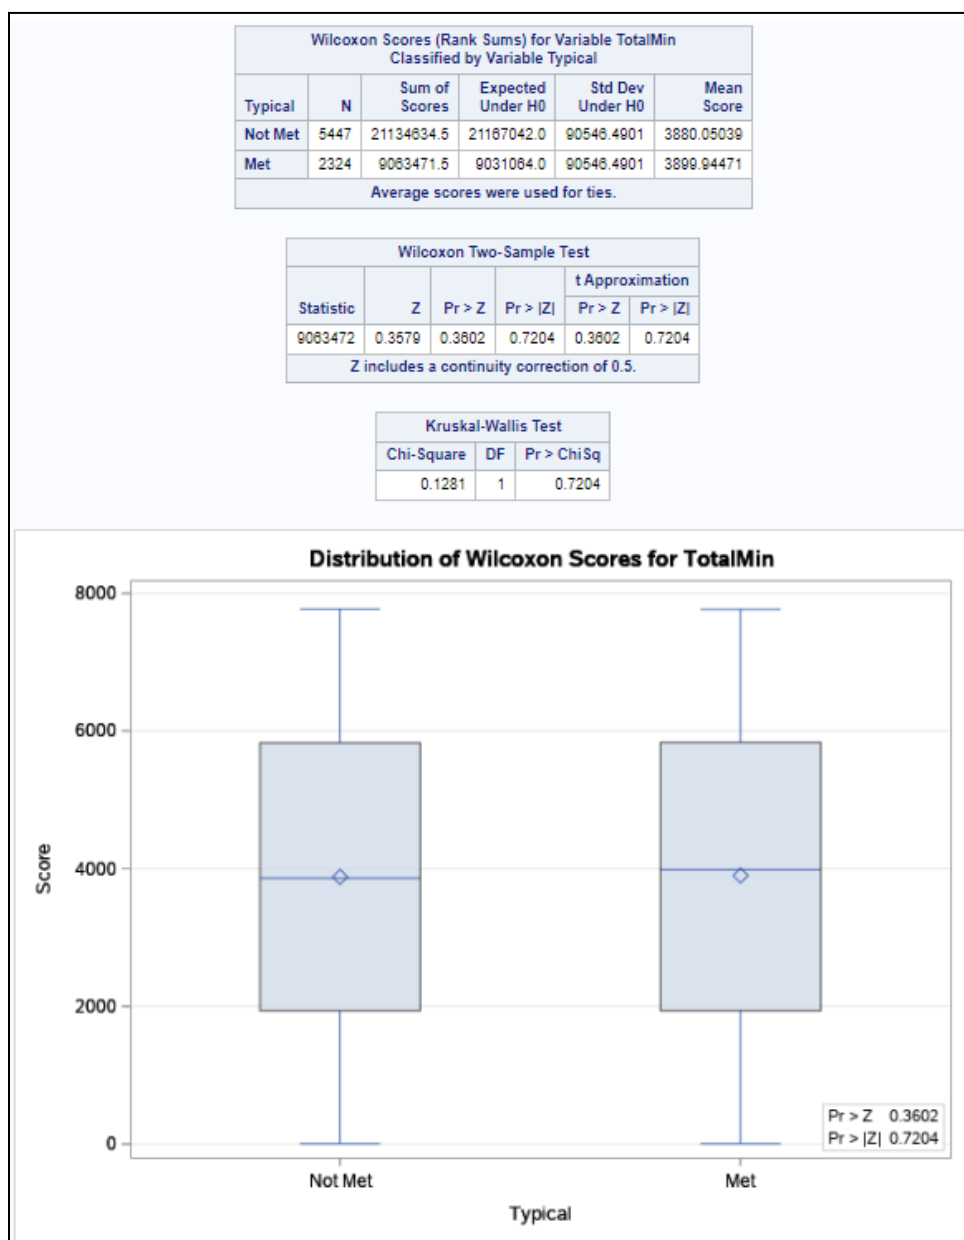 Wilcoxon Scores (Rank Sums) for Variable TotalMin
Classified by Variable Typical
Typical N Sum of Scores Expected Under H0 Std Dev Under H0 Mean Score
Not Met 5447 21134634.5 21167042.0 90546.4901 3880.05039
Met 2324 9063471.5 9031064.0 90546.4901 3899.94471
Average scores were used for ties.
Wilcoxon Two-Sample Test
t Approximation
Statistic Z Pr > Z Pr > |Z| Pr > Z Pr > |Z|
9063472 0.3579 0.3602 0.7204 0.3602 0.7204
Z includes a continuity correction of 0.5.
Kruskal-Wallis Test
Chi-Square DF Pr > ChiSq
0.1281 1 0.7204
Distribution of Wilcoxon Scores for TotalMin
8000
6000
4000
2000
0
Score
Pr > Z 0.3602
Pr > |Z| 0.7204
Not Met Met
Typical